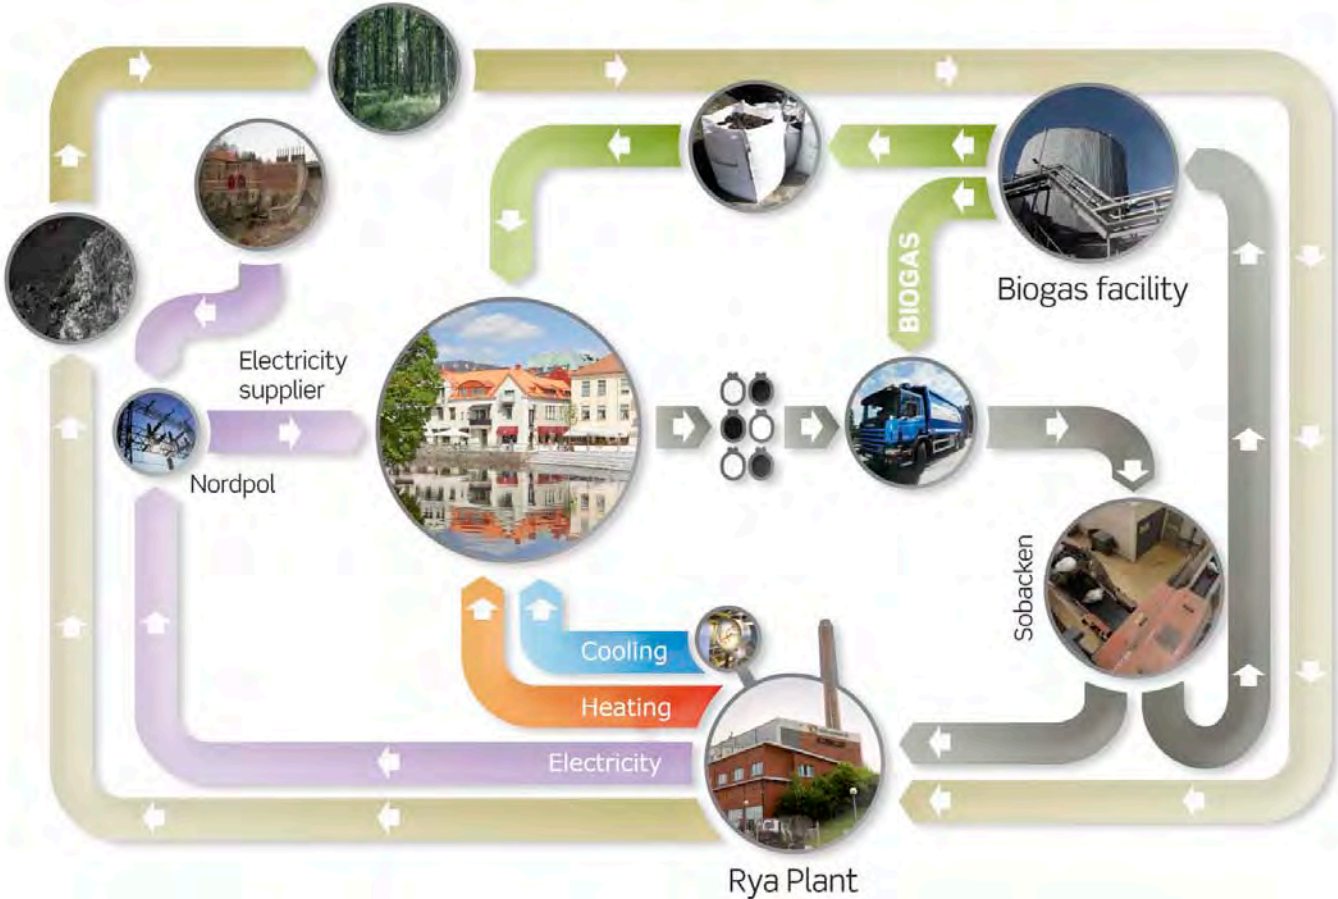 BIOGAS
Biogas facility
Electricity
supplier
Nordpol
Sobacken
Cooling
Heating
Electricity
Rya Plant